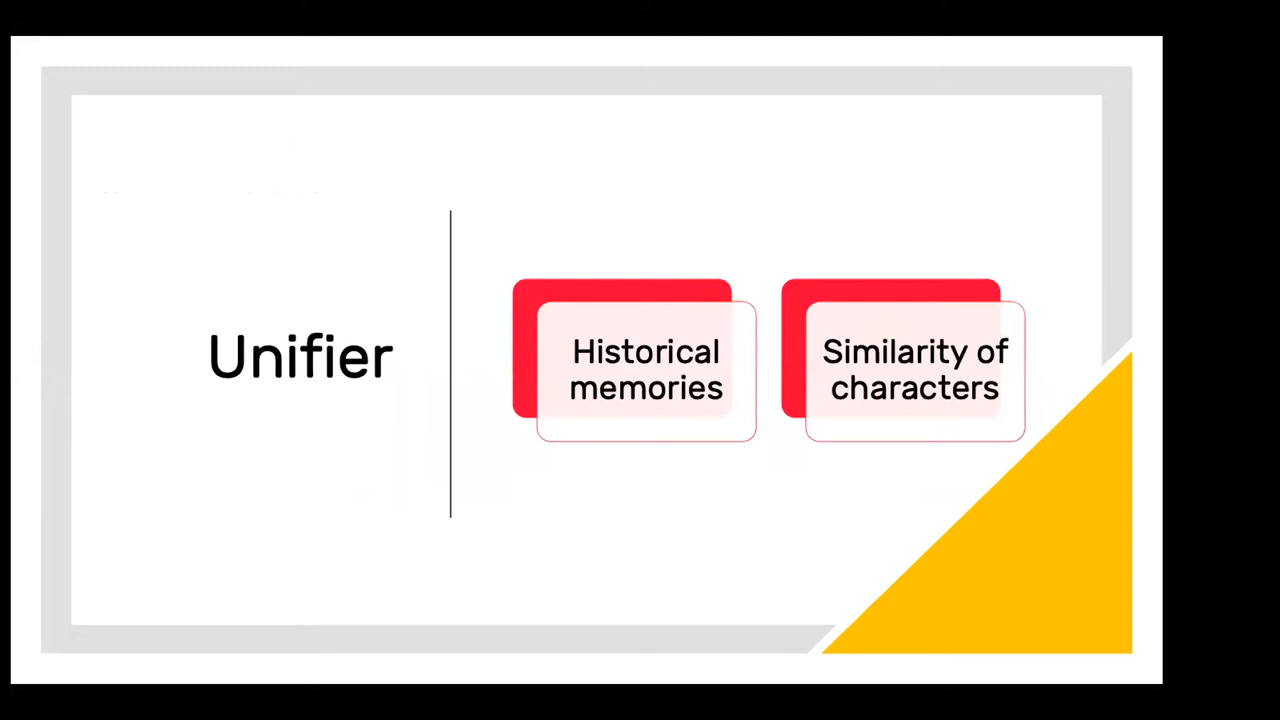 Unifier
Historical
memories
Similarity of
characters